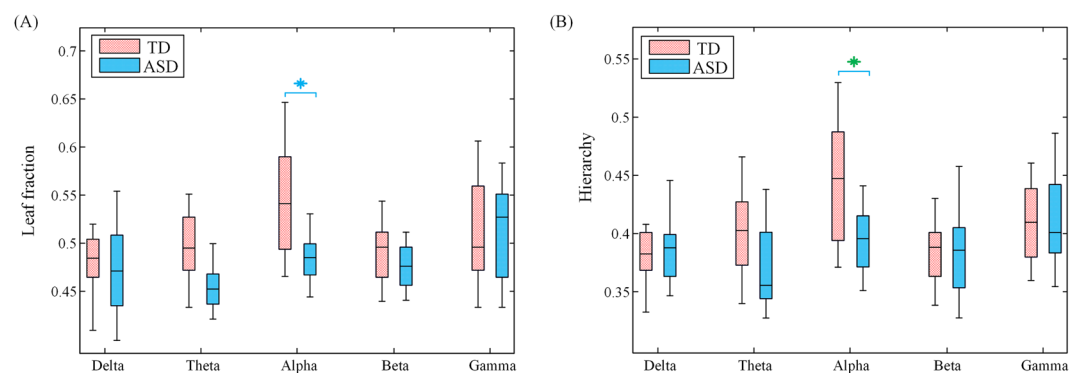 (A)
TD
ASD
Leaf fraction
0.7
0.65
0.6
0.55
0.5
0.45
*
Delta Theta Alpha Beta Gamma
(B)
TD
ASD
Hierarchy
0.55
0.5
0.45
0.4
0.35
*
Delta Theta Alpha Beta Gamma